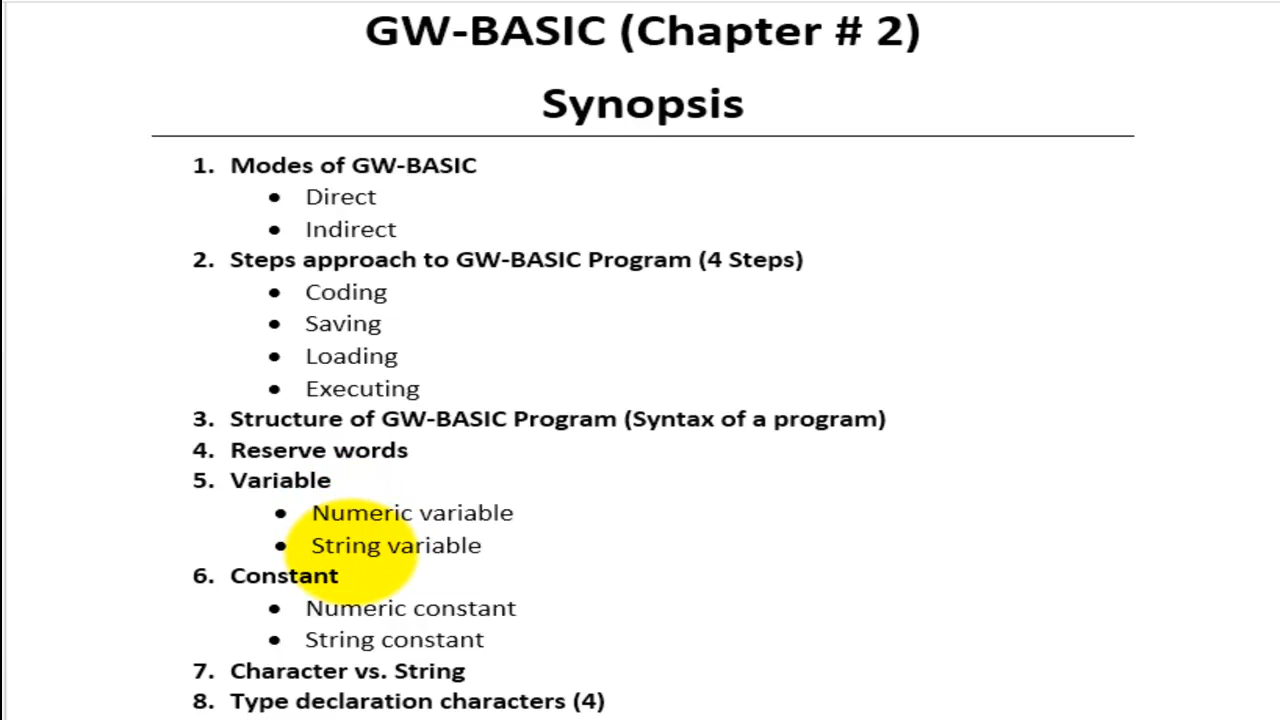 GW-BASIC (Chapter # 2)
Synopsis
1. Modes of GW-BASIC
• Direct
• Indirect
2. Steps approach to GW-BASIC Program (4 Steps)
• Coding
• Saving
• Loading
• Executing
3. Structure of GW-BASIC Program (Syntax of a program)
4. Reserve words
5. Variable
• Numeric variable
• String variable
6. Constant
• Numeric constant
• String constant
7. Character vs. String
8. Type declaration characters (4)